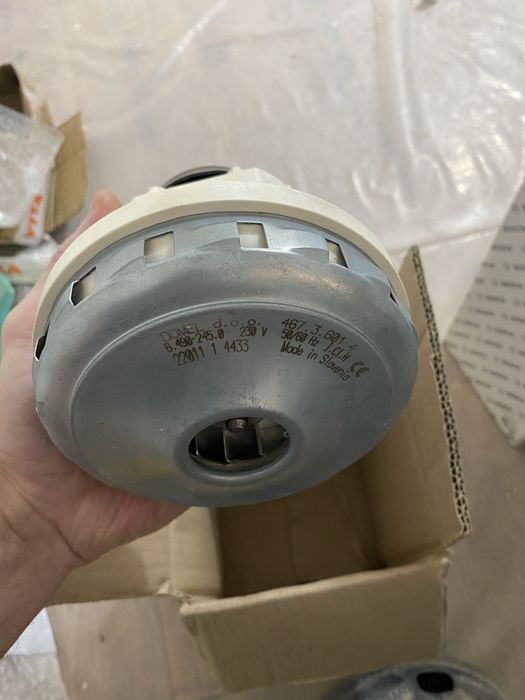 DOMEL d.o.o. 467.3.601.4
6.490-245.0 230 V 50/60 Hz I.Cl.H
22011 1 4433 Made in Slovenia CE